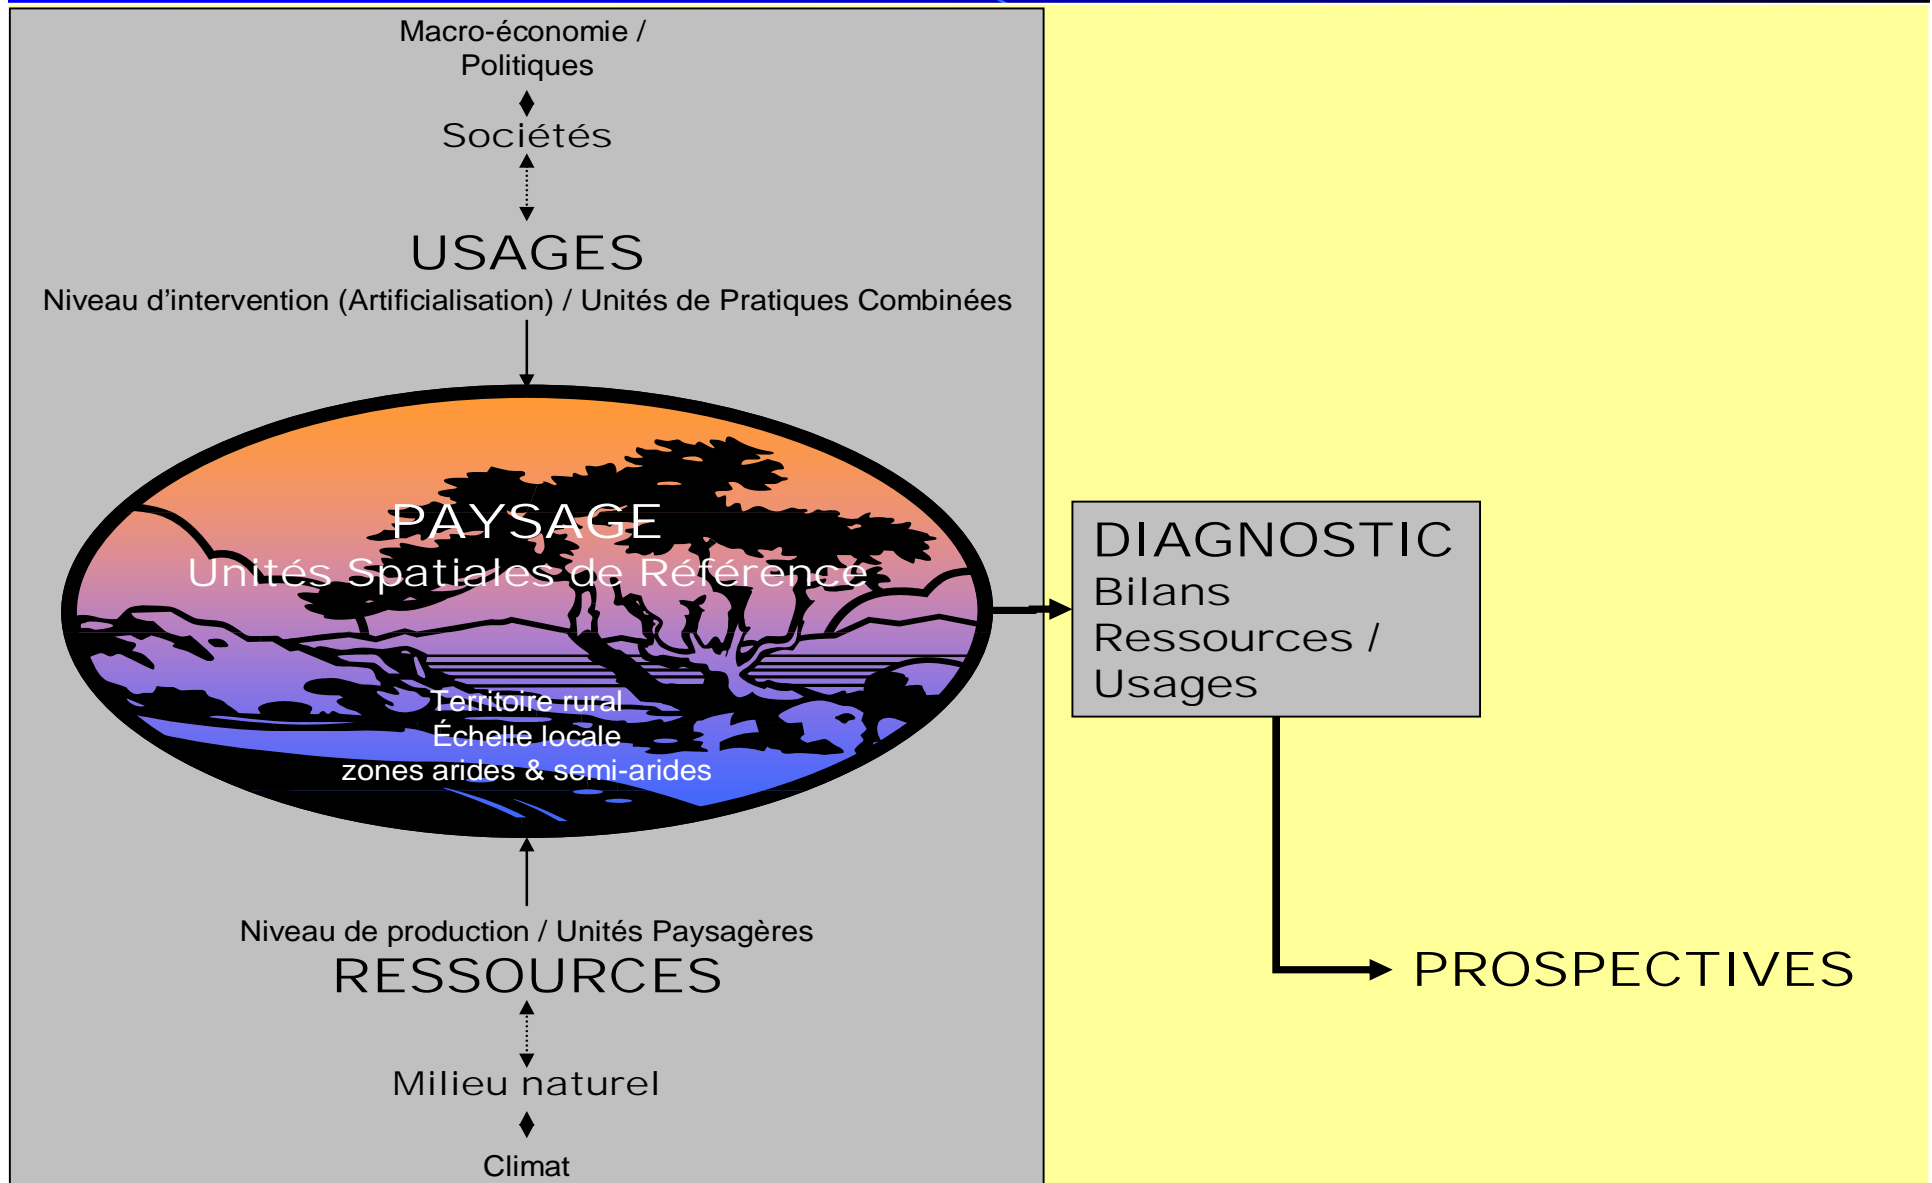 Macro-économie /
Politiques
Sociétés
USAGES
Niveau d'intervention (Artificialisation) / Unités de Pratiques Combinées
PAYSAGE
Unités Spatiales de Référence
Territoire rural
Échelle locale
zones arides & semi-arides
Niveau de production / Unités Paysagères
RESSOURCES
Milieu naturel
Climat
DIAGNOSTIC
Bilans
Ressources /
Usages
PROSPECTIVES